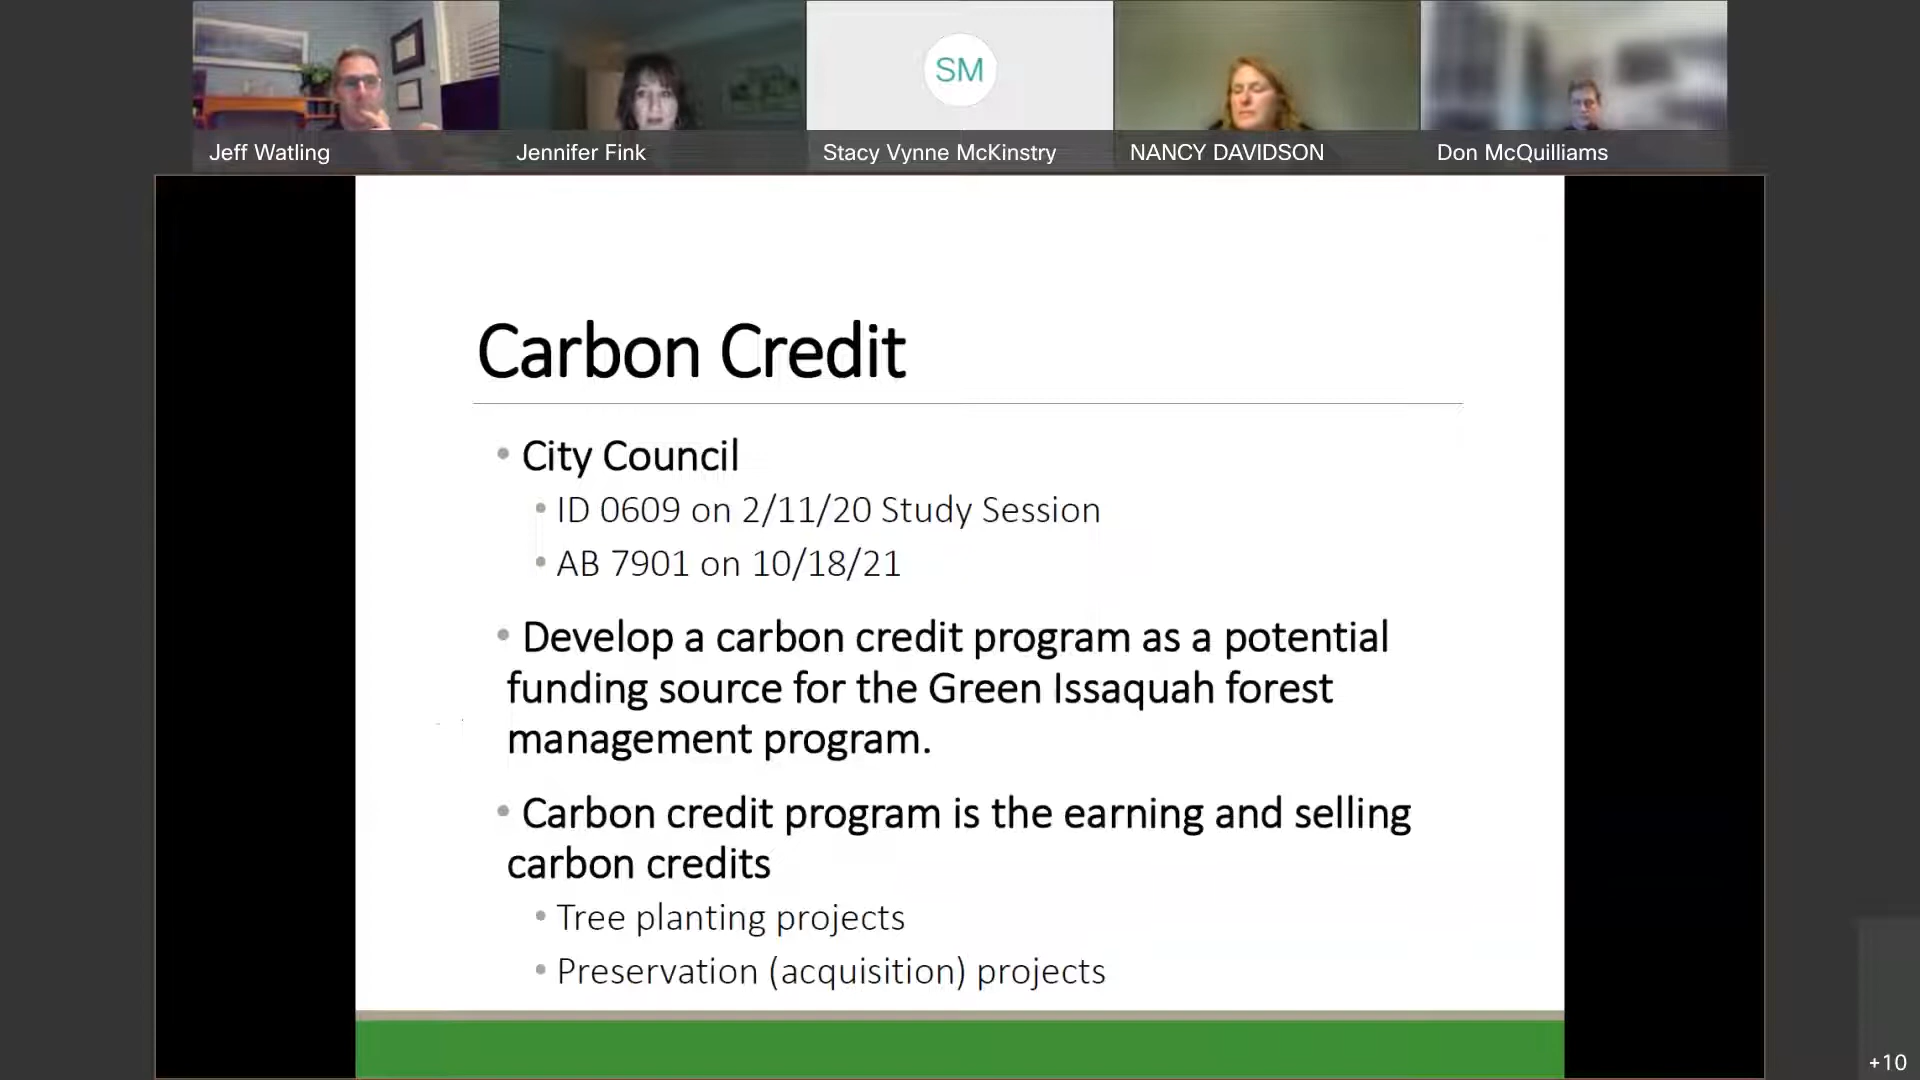 SM
Jeff Watling
Jennifer Fink
Stacy Vynne McKinstry
NANCY DAVIDSON
Don McQuilliams
Carbon Credit
• City Council
• ID 0609 on 2/11/20 Study Session
• AB 7901 on 10/18/21
• Develop a carbon credit program as a potential
funding source for the Green Issaquah forest
management program.
• Carbon credit program is the earning and selling
carbon credits
• Tree planting projects
• Preservation (acquisition) projects
+10